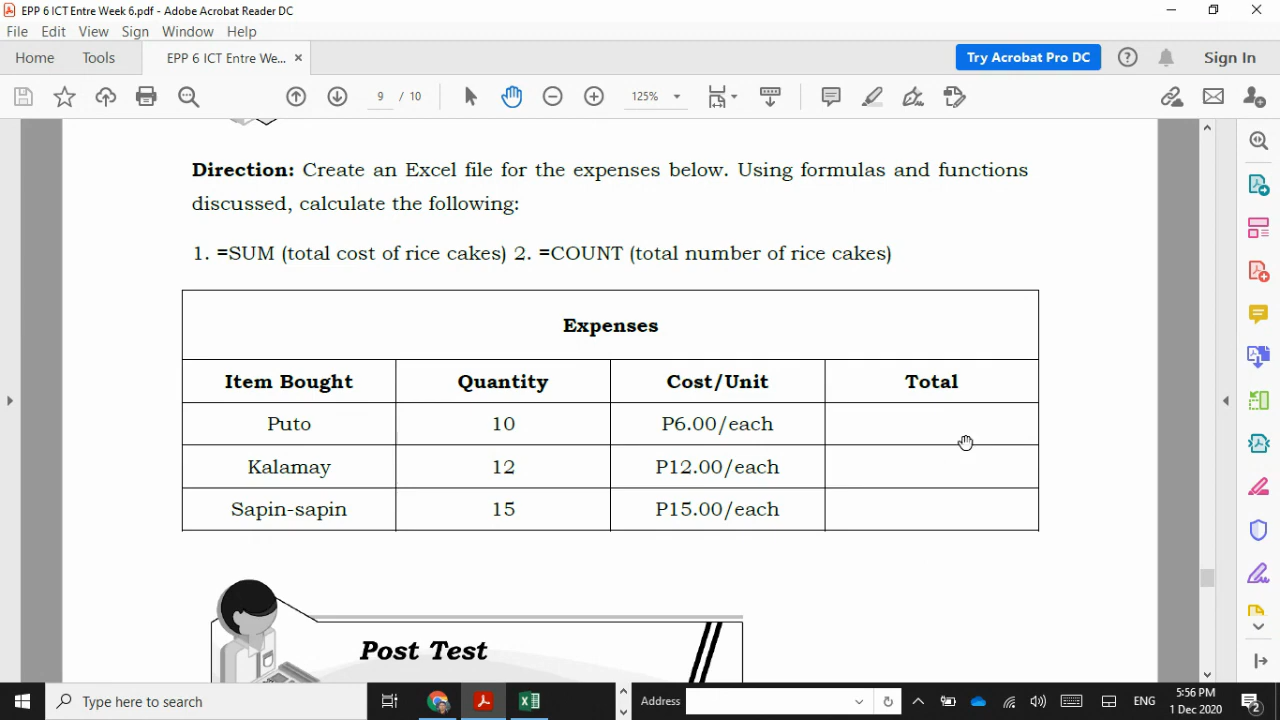 EPP 6 ICT Entre Week 6.pdf - Adobe Acrobat Reader DC
File Edit View Sign Window Help
Home Tools EPP 6 ICT Entre We... × Try Acrobat Pro DC Sign In
9 / 10 125%
Direction: Create an Excel file for the expenses below. Using formulas and functions
discussed, calculate the following:
1. =SUM (total cost of rice cakes) 2. =COUNT (total number of rice cakes)
Expenses
Item Bought Quantity Cost/Unit Total
Puto 10 P6.00/each
Kalamay 12 P12.00/each
Sapin-sapin 15 P15.00/each
Post Test
Type here to search Address ENG 5:56 PM
1 Dec 2020 2